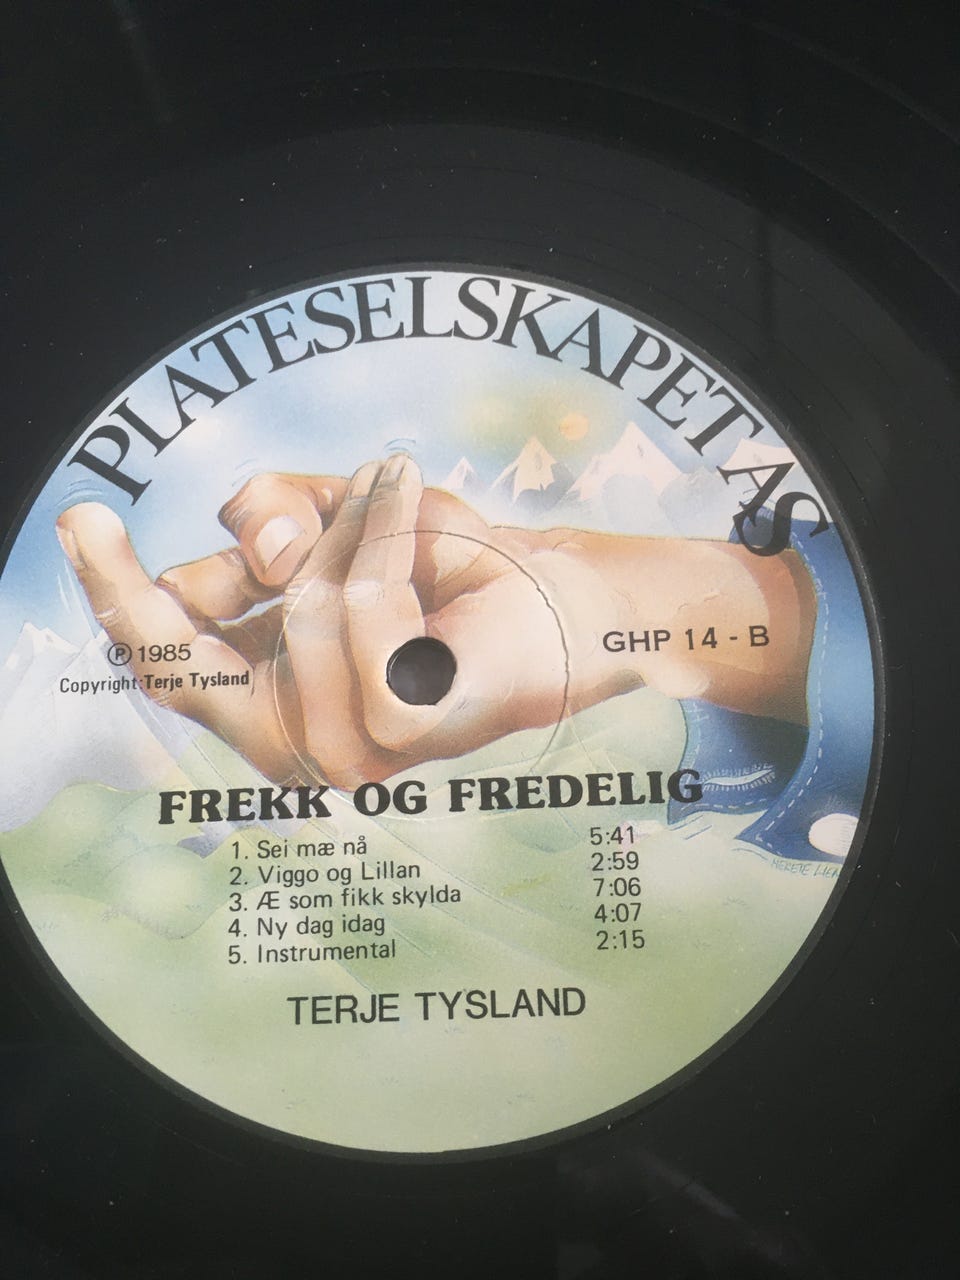 PLATESELSKAPET AS
Ⓟ 1985
Copyright: Terje Tysland
GHP 14 - B
FREKK OG FREDELIG
1. Sei mæ nå 5:41
2. Viggo og Lillan 2:59
3. Æ som fikk skylda 7:06
4. Ny dag idag 4:07
5. Instrumental 2:15
TERJE TYSLAND